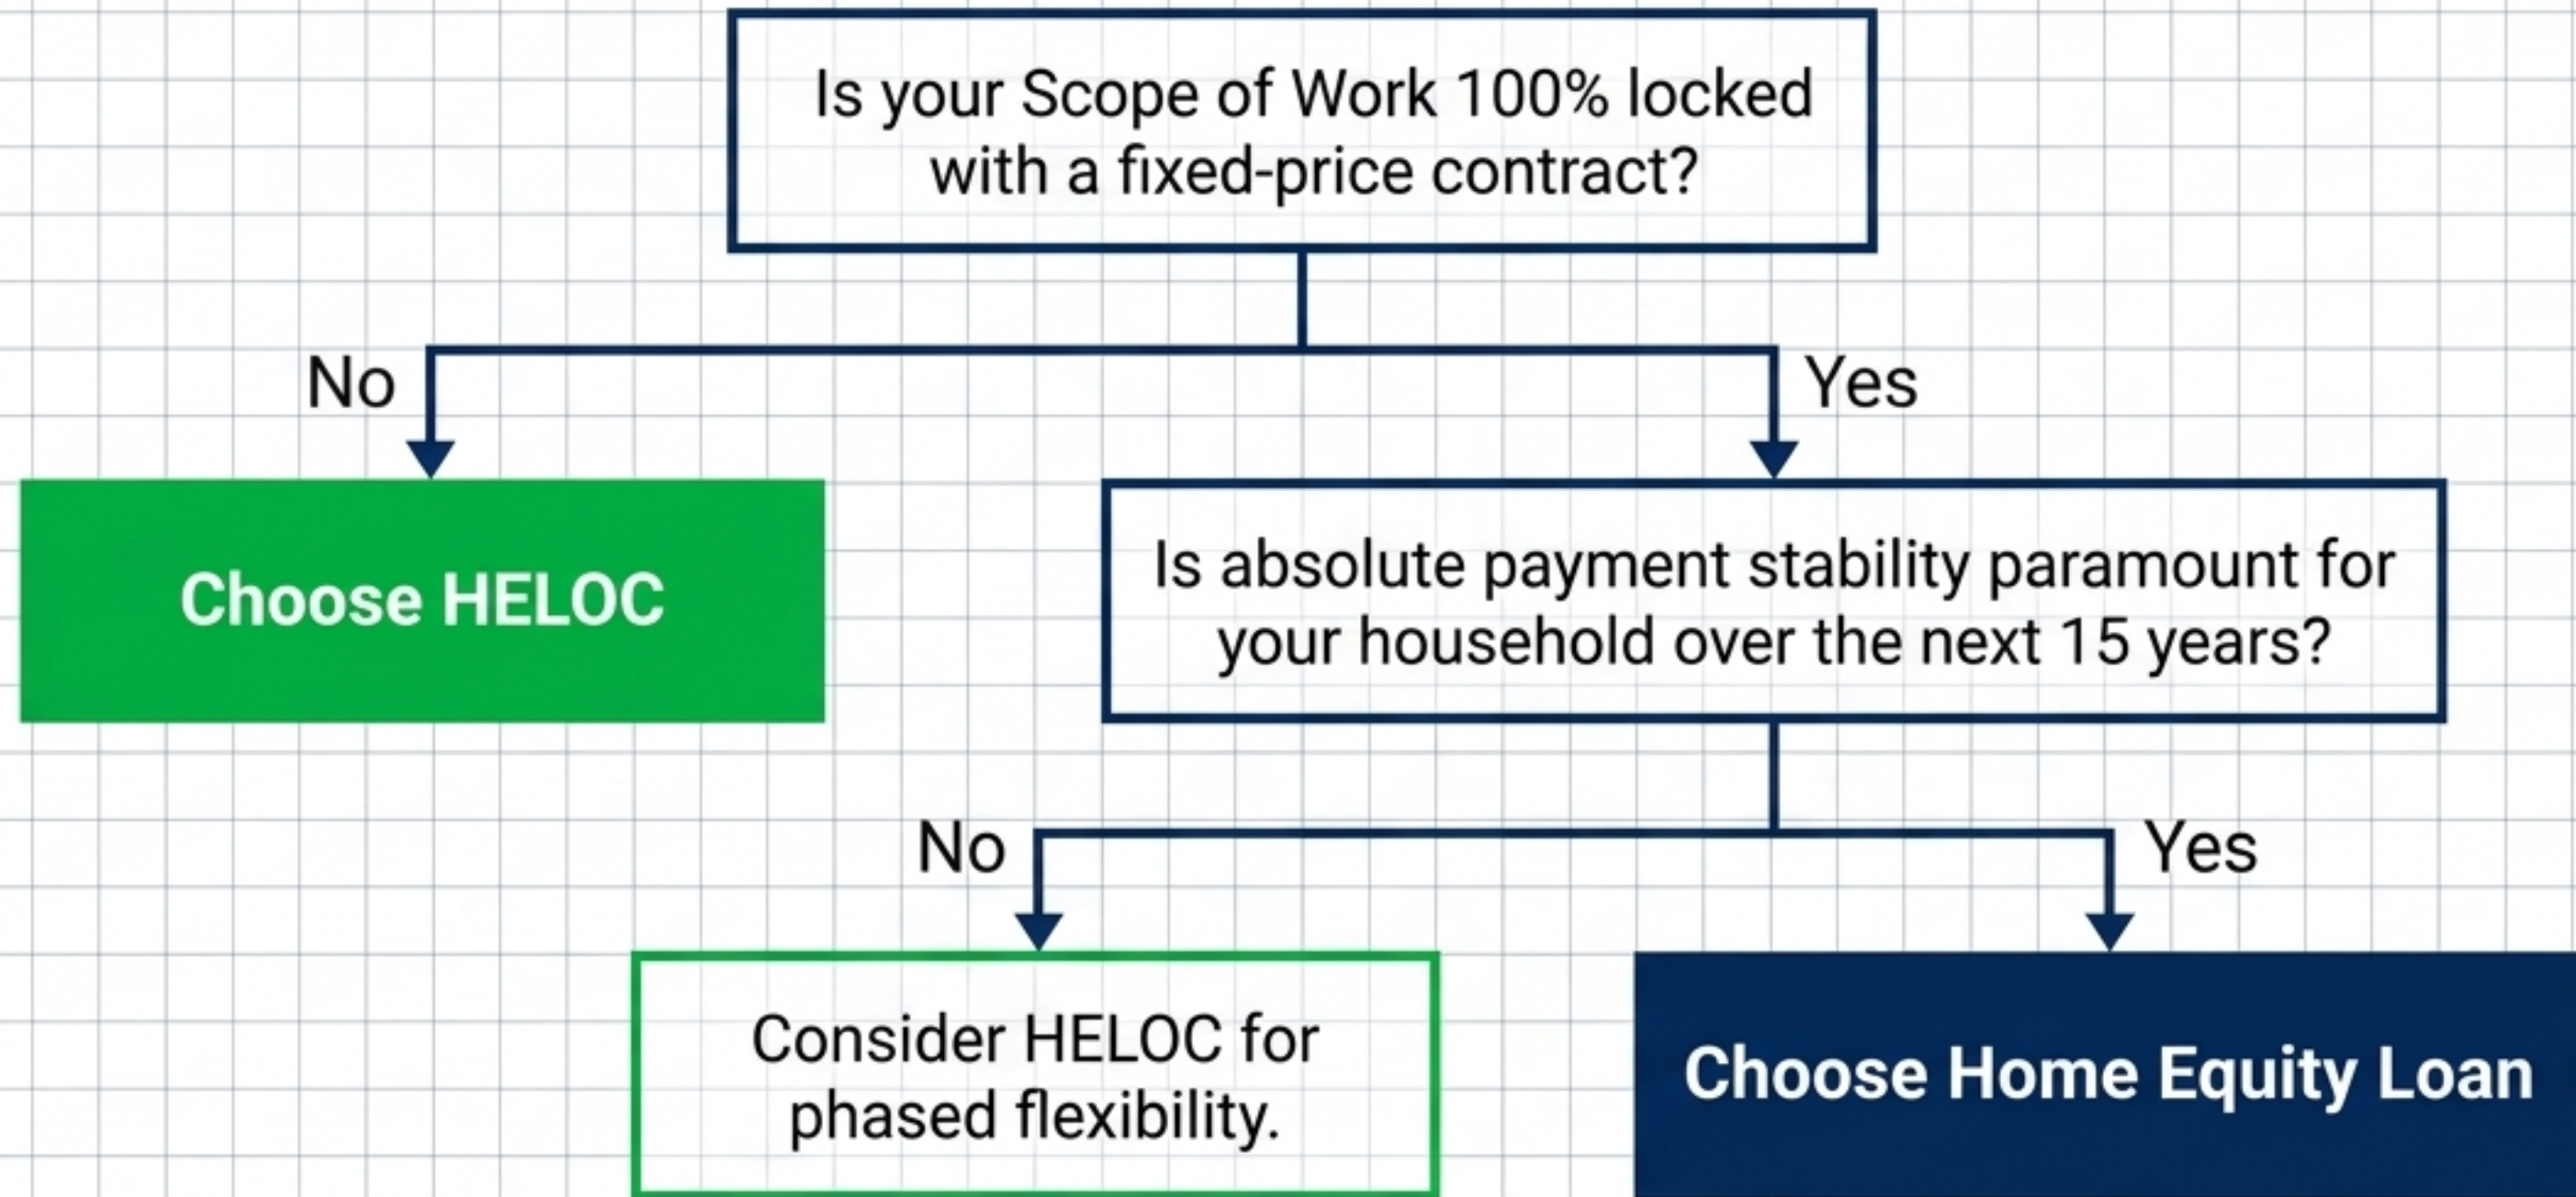 Is your Scope of Work 100% locked
with a fixed-price contract?
No
Yes
Choose HELOC
Is absolute payment stability paramount for
your household over the next 15 years?
No
Yes
Consider HELOC for
phased flexibility.
Choose Home Equity Loan